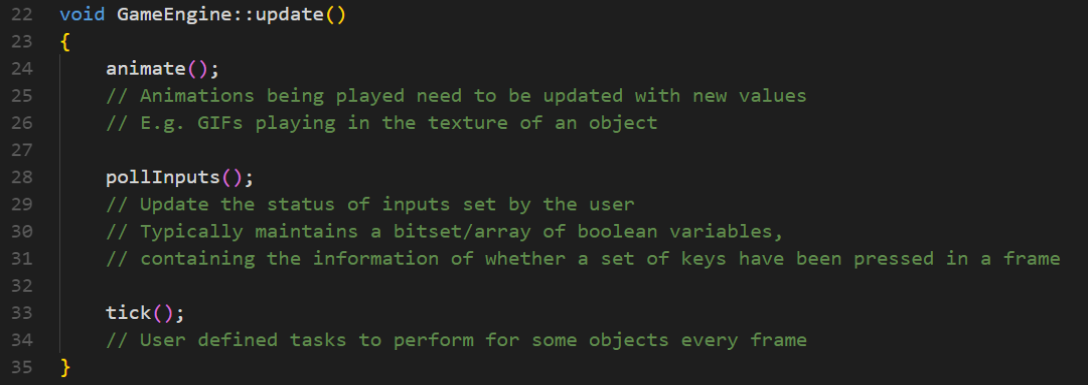 22 void GameEngine::update()
23 {
24 animate();
25 // Animations being played need to be updated with new values
26 // E.g. GIFs playing in the texture of an object
27
28 pollInputs();
29 // Update the status of inputs set by the user
30 // Typically maintains a bitset/array of boolean variables,
31 // containing the information of whether a set of keys have been pressed in a frame
32
33 tick();
34 // User defined tasks to perform for some objects every frame
35 }